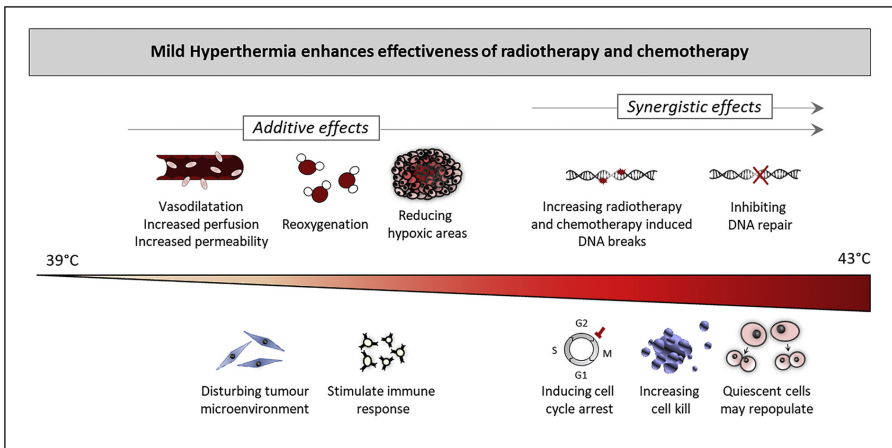 Mild Hyperthermia enhances effectiveness of radiotherapy and chemotherapy
Synergistic effects
Additive effects
Vasodilatation
Increased perfusion
Increased permeability
Reoxygenation
Reducing
hypoxic areas
Increasing radiotherapy
and chemotherapy induced
DNA breaks
Inhibiting
DNA repair
39°C
43°C
Disturbing tumour
microenvironment
Stimulate immune
response
G2
S
M
G1
Inducing cell
cycle arrest
Increasing
cell kill
Quiescent cells
may repopulate